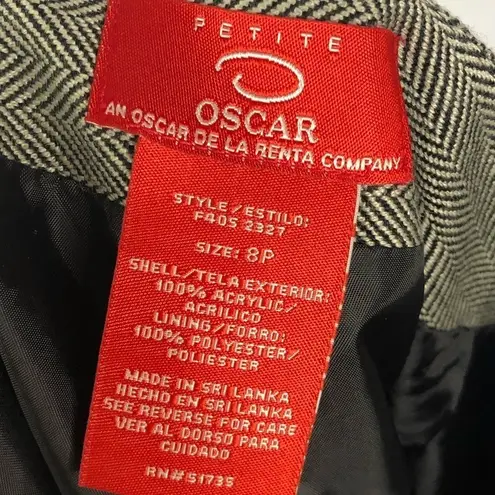 PETITE
OSCAR
AN OSCAR DE LA RENTA COMPANY
STYLE/ESTILO:
F40S 2327
SIZE: 8P
SHELL/TELA EXTERIOR:
100% ACRYLIC/
ACRILICO
LINING/FORRO:
100% POLYESTER/
POLIESTER
MADE IN SRI LANKA
HECHO EN SRI LANKA
SEE REVERSE FOR CARE
VER AL DORSO PARA
CUIDADO
RN#51735